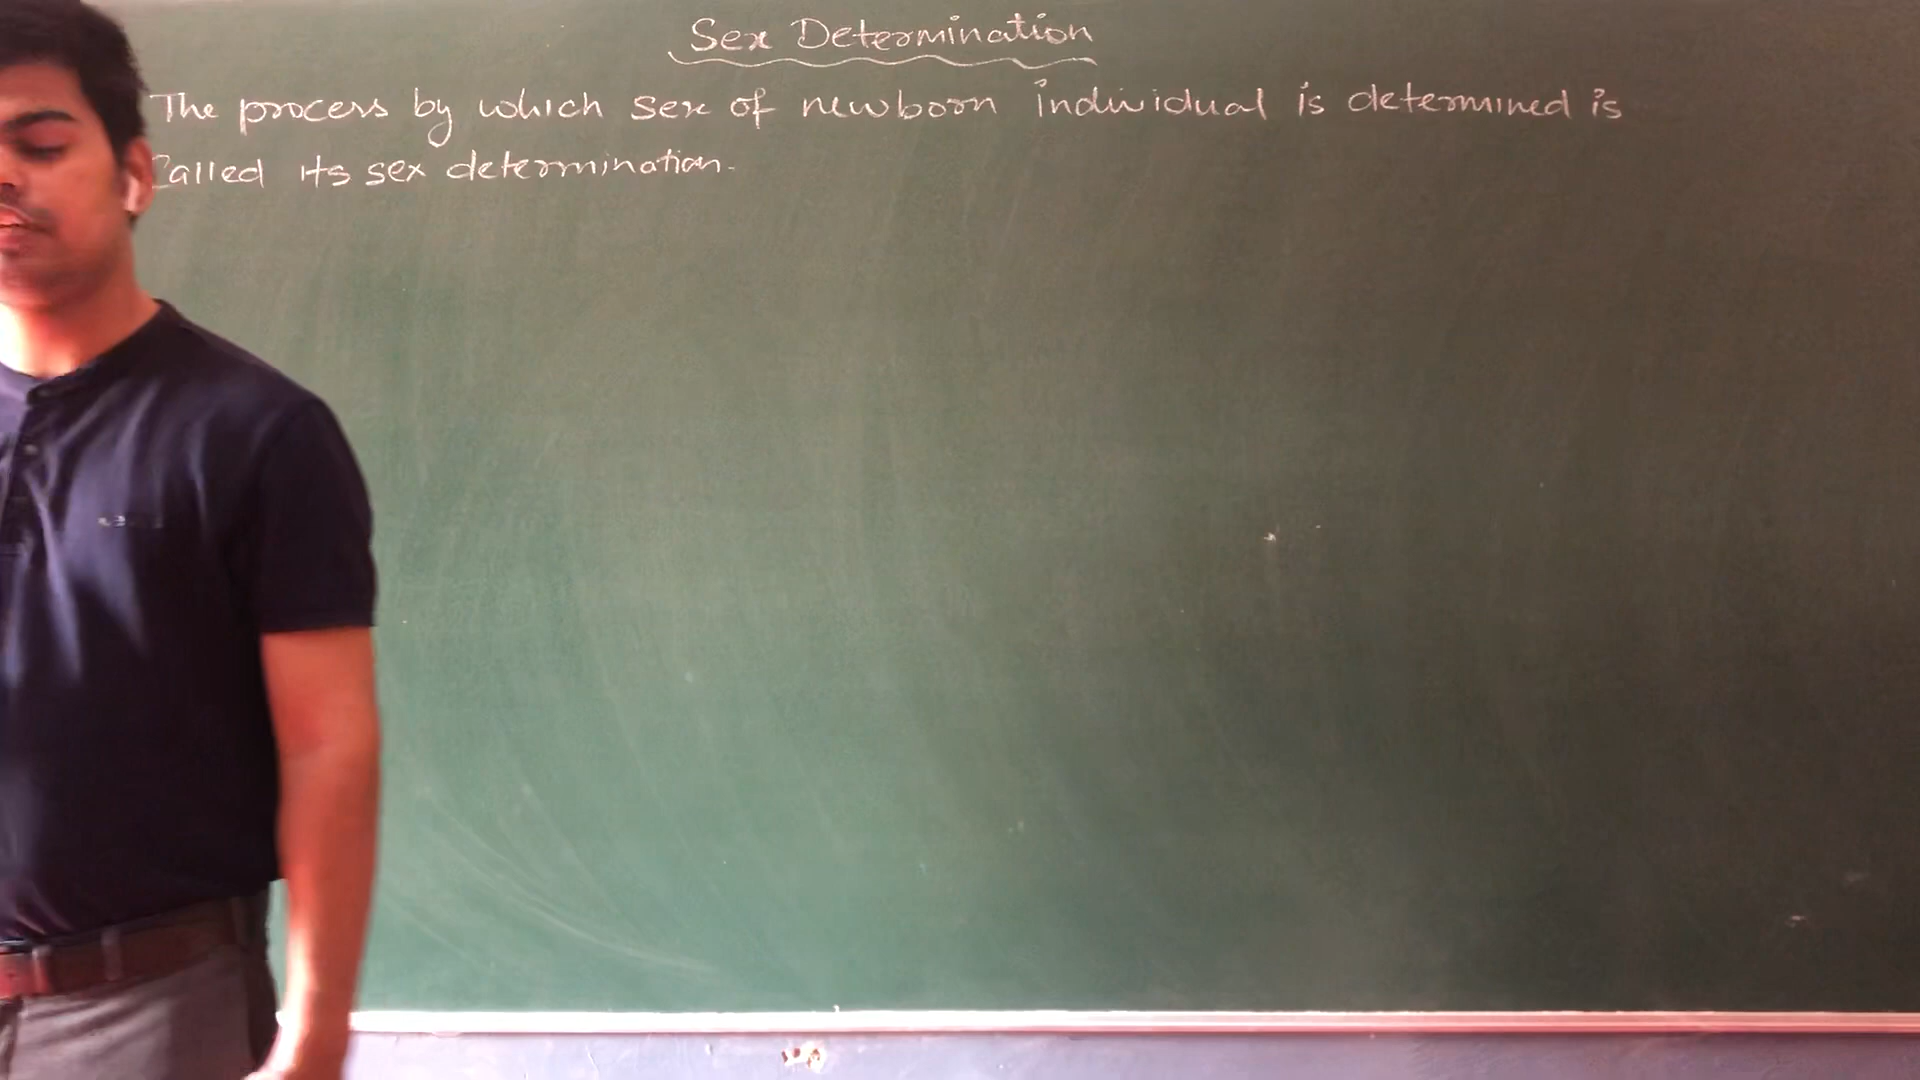 Sex Determination
The process by which sex of newborn individual is determined is
Called its sex determination.